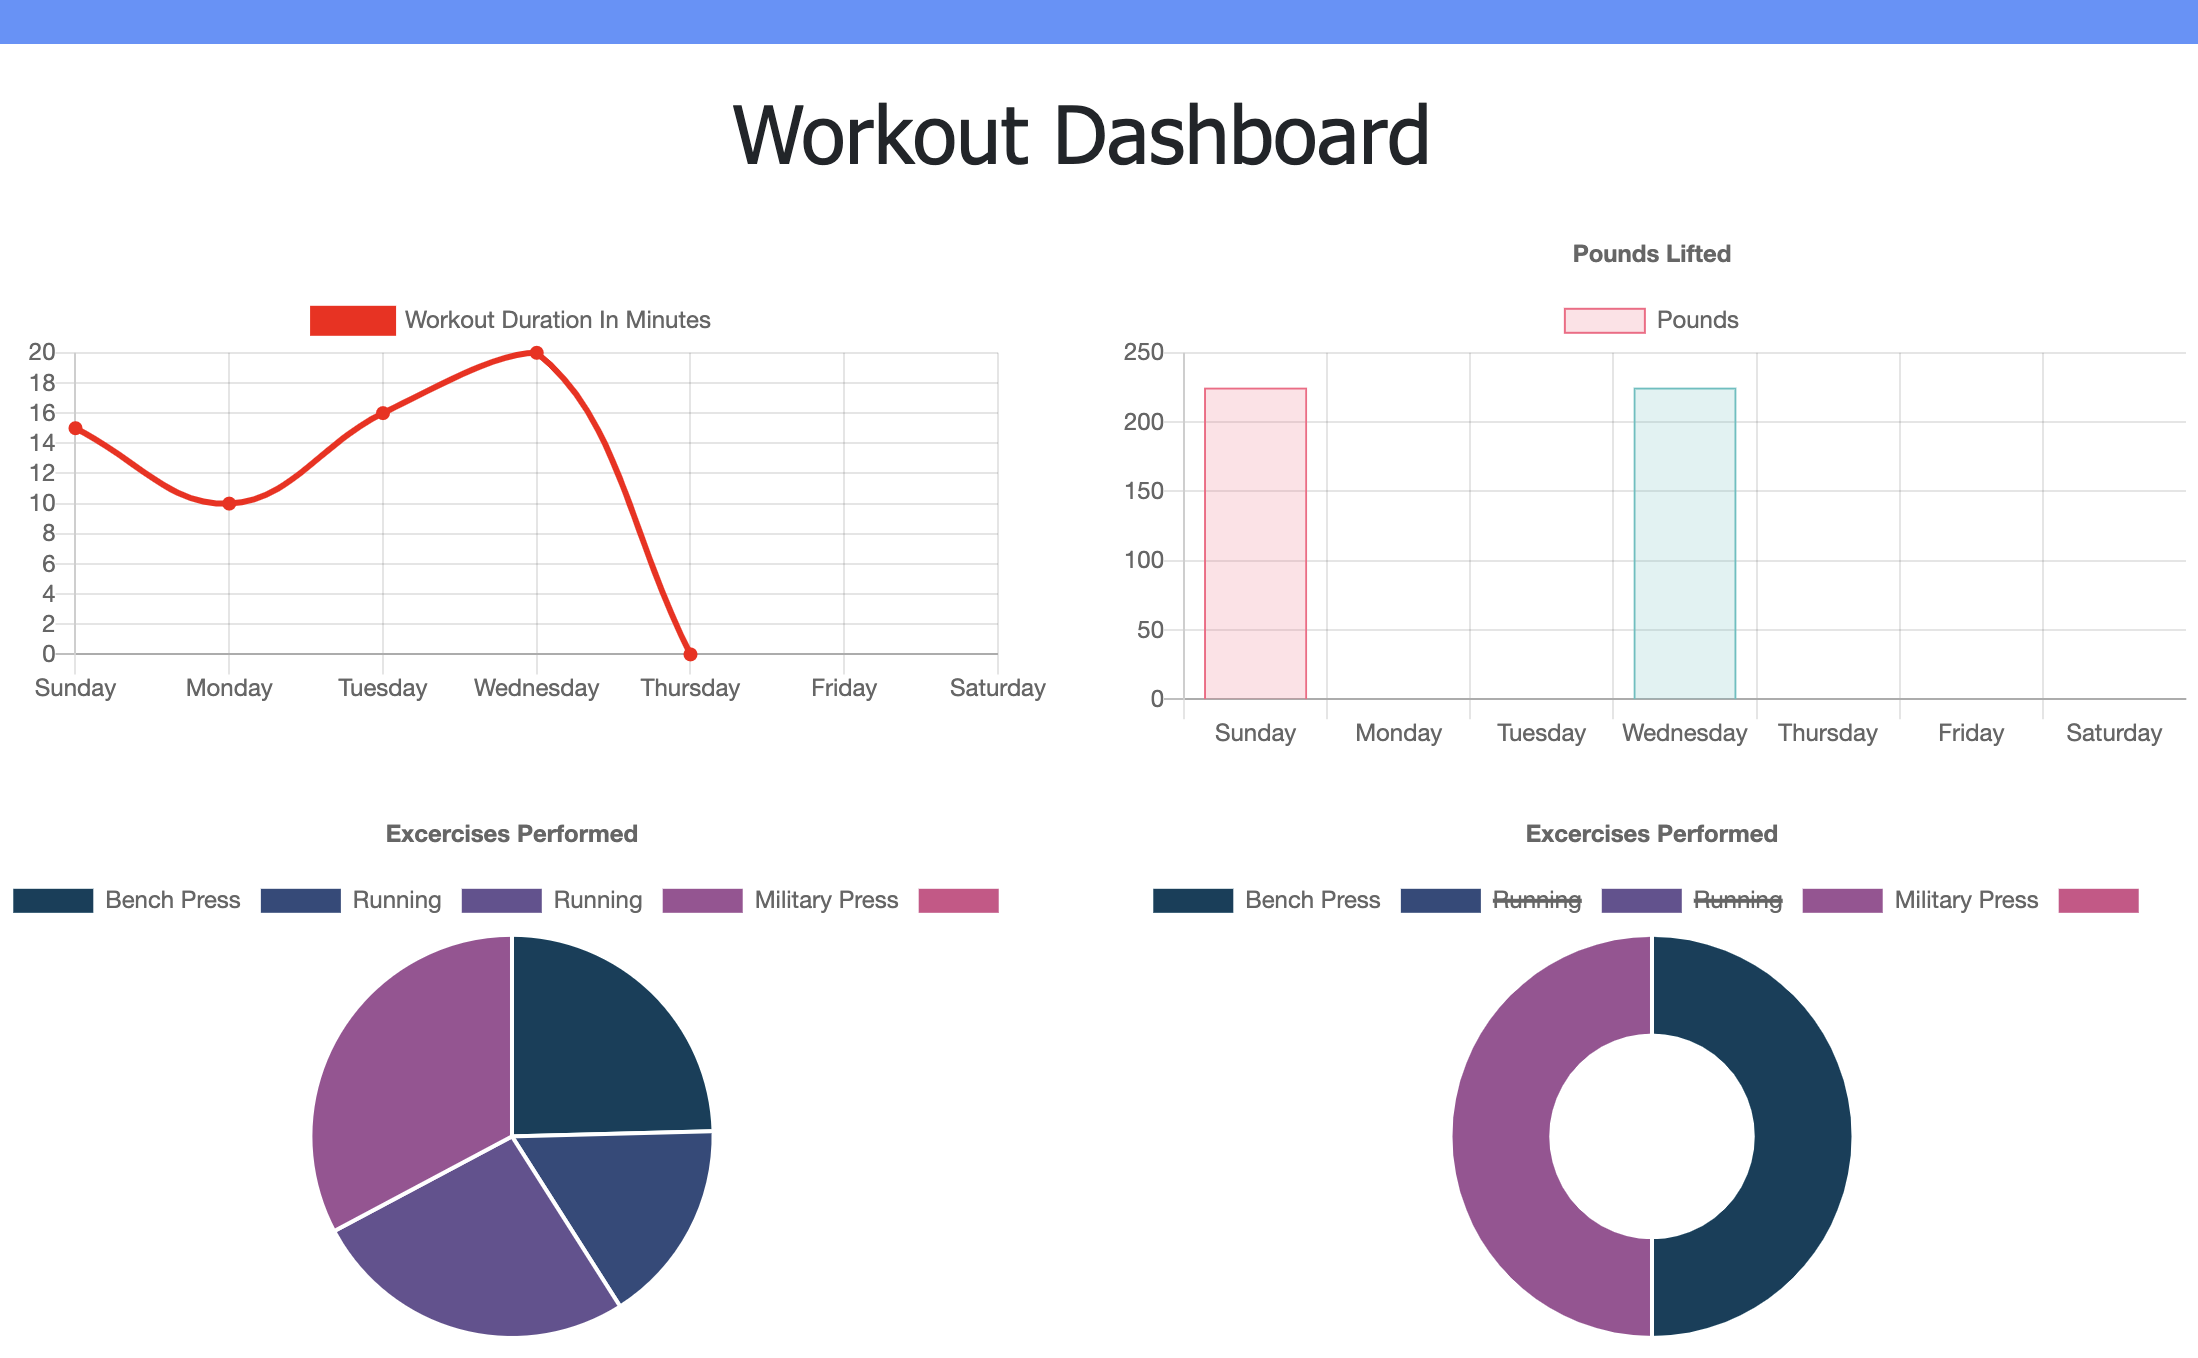 Workout Dashboard
Workout Duration In Minutes
20
18
16
14
12
10
8
6
4
2
0
Sunday Monday Tuesday Wednesday Thursday Friday Saturday
Pounds Lifted
Pounds
250
200
150
100
50
0
Sunday Monday Tuesday Wednesday Thursday Friday Saturday
Excercises Performed
Bench Press Running Running Military Press
Excercises Performed
Bench Press Running Running Military Press